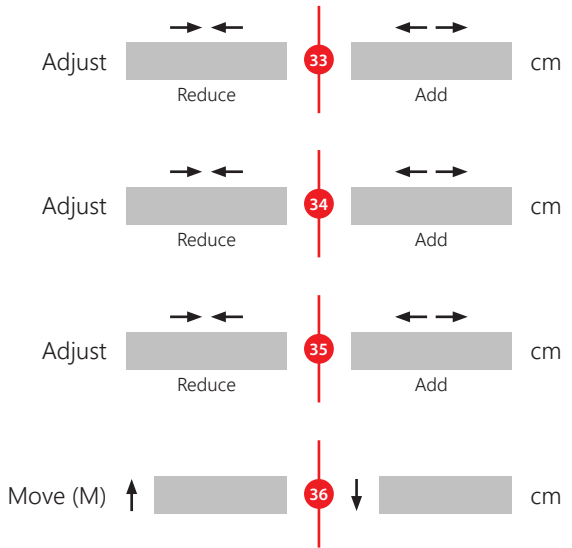 Adjust 33 cm
Reduce Add
Adjust 34 cm
Reduce Add
Adjust 35 cm
Reduce Add
Move (M) 36 cm